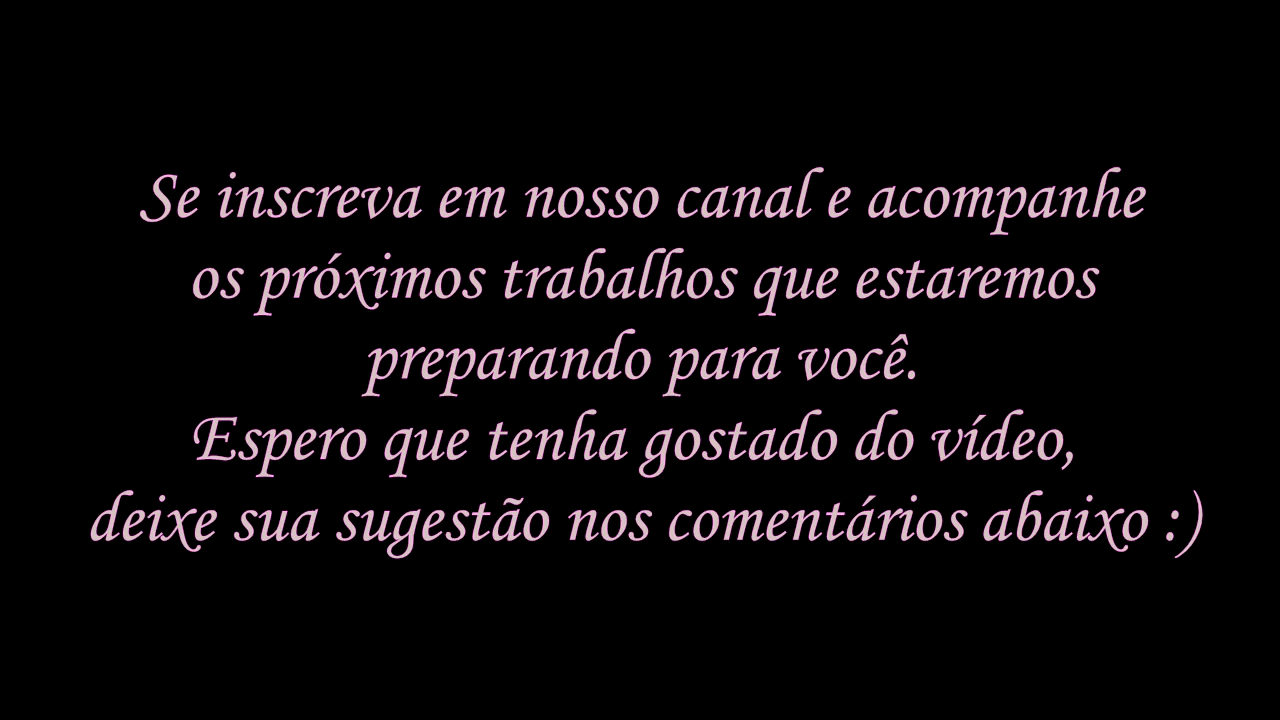 Se inscreva em nosso canal e acompanhe
os próximos trabalhos que estaremos
preparando para você.
Espero que tenha gostado do vídeo,
deixe sua sugestão nos comentários abaixo :)